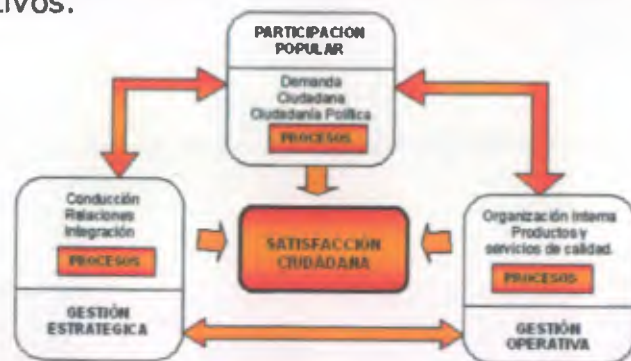 tivos.
PARTICIPACION
POPULAR
Demanda
Ciudadana
Ciudadanía Política
PROCESOS
Conducción
Relaciones
Integración
PROCESOS
GESTIÓN
ESTRATEGICA
SATISFACCIÓN
CIUDADANA
Organización Interna
Productos y
servicios de calidad.
PROCESOS
GESTIÓN
OPERATIVA